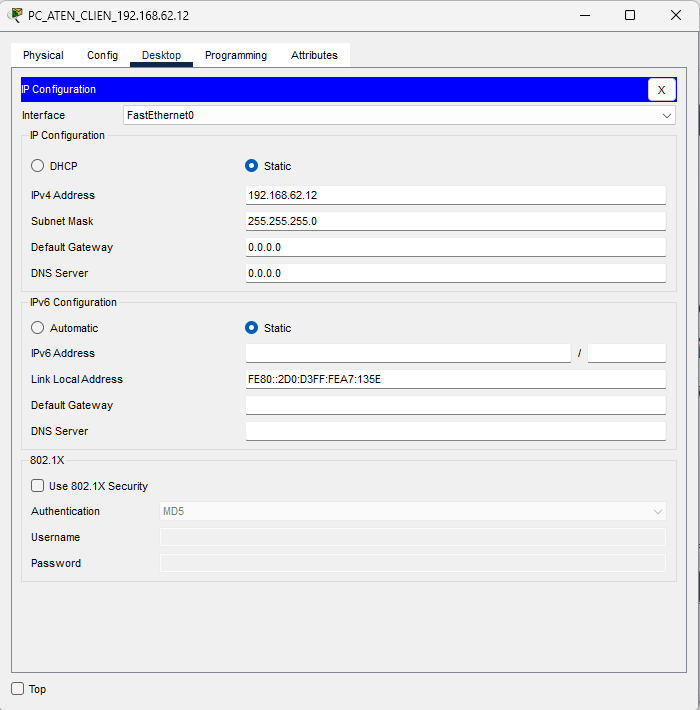 PC_ATEN_CLIEN_192.168.62.12
Physical Config Desktop Programming Attributes
IP Configuration X
Interface FastEthernet0
IP Configuration
DHCP Static
IPv4 Address 192.168.62.12
Subnet Mask 255.255.255.0
Default Gateway 0.0.0.0
DNS Server 0.0.0.0
IPv6 Configuration
Automatic Static
IPv6 Address /
Link Local Address FE80::2D0:D3FF:FEA7:135E
Default Gateway
DNS Server
802.1X
Use 802.1X Security
Authentication MD5
Username
Password
Top